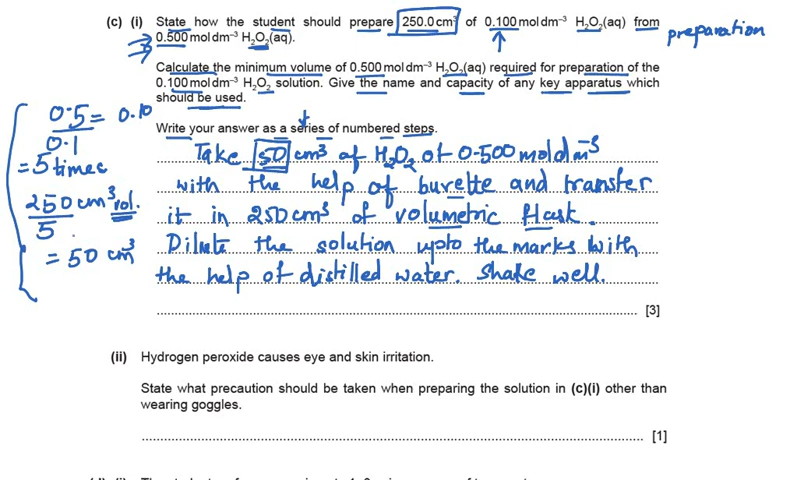 (c) (i) State how the student should prepare 250.0 cm³ of 0.100 mol dm⁻³ H₂O₂(aq) from preparation
0.500 mol dm⁻³ H₂O₂(aq).
Calculate the minimum volume of 0.500 mol dm⁻³ H₂O₂(aq) required for preparation of the
0.100 mol dm⁻³ H₂O₂ solution. Give the name and capacity of any key apparatus which
should be used.
Write your answer as a series of numbered steps.
0.5 = 0.10
0.1
= 5 times
250 cm³ vol.
5
= 50 cm³
Take 50 cm³ of H₂O₂ of 0.500 mol dm⁻³
with the help of burette and transfer
it in 250 cm³ of volumetric flask.
Dilute the solution upto the marks with
the help of distilled water. Shake well.
[3]
(ii) Hydrogen peroxide causes eye and skin irritation.
State what precaution should be taken when preparing the solution in (c)(i) other than
wearing goggles.
[1]